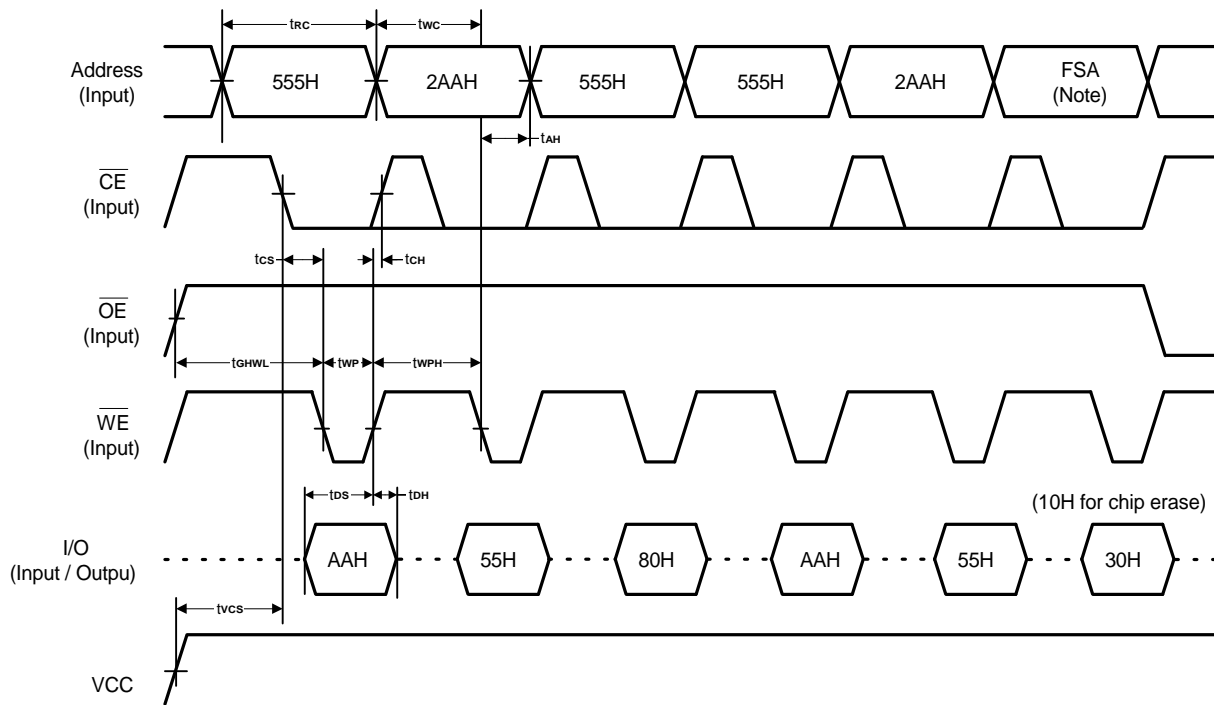 tRC
tWC
Address
(Input)
555H
2AAH
555H
555H
2AAH
FSA
(Note)
tAH
CE
(Input)
tCS
tCH
OE
(Input)
tGHWL
tWP
tWPH
WE
(Input)
tDS
tDH
(10H for chip erase)
I/O
(Input / Outpu)
AAH
55H
80H
AAH
55H
30H
tVCS
VCC